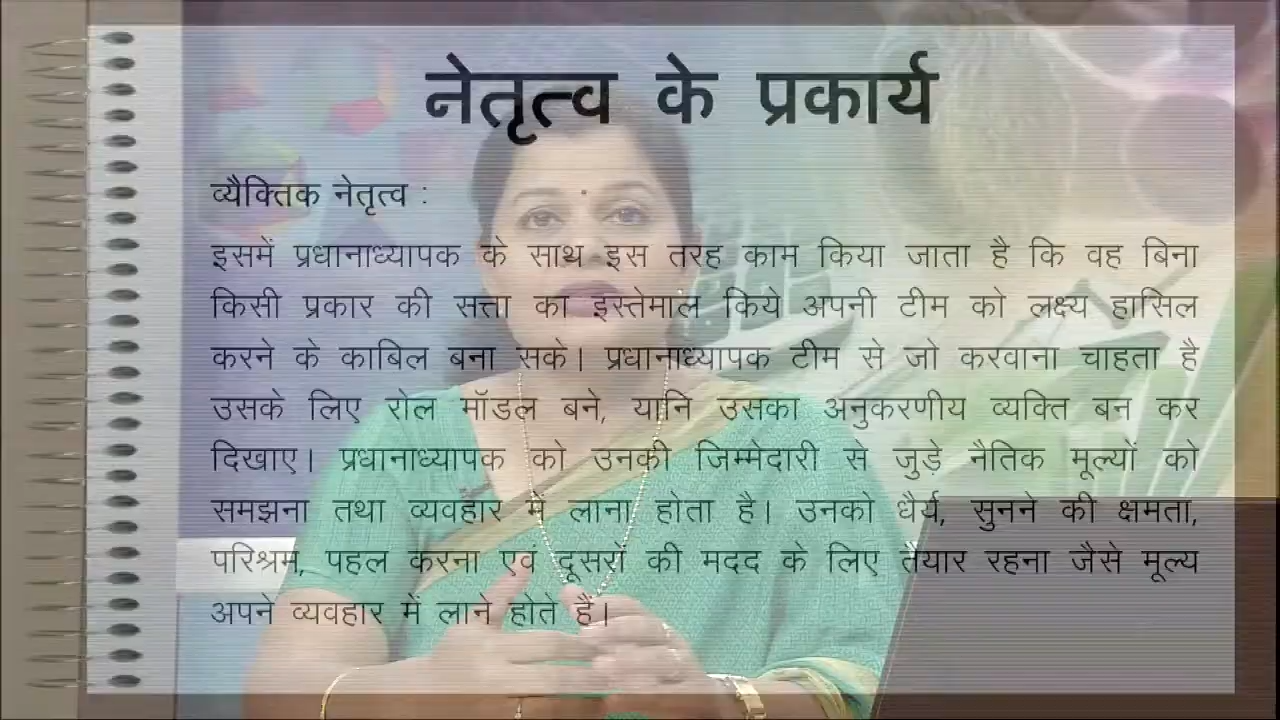 नेतृत्व के प्रकार्य
व्यैक्तिक नेतृत्व :
इसमें प्रधानाध्यापक के साथ इस तरह काम किया जाता है कि वह बिना
किसी प्रकार की सत्ता का इस्तेमाल किये अपनी टीम को लक्ष्य हासिल
करने के काबिल बना सके। प्रधानाध्यापक टीम से जो करवाना चाहता है
उसके लिए रोल मॉडल बने, यानि उसका अनुकरणीय व्यक्ति बन कर
दिखाए। प्रधानाध्यापक को उनकी जिम्मेदारी से जुड़े नैतिक मूल्यों को
समझना तथा व्यवहार में लाना होता है। उनको धैर्य, सुनने की क्षमता,
परिश्रम, पहल करना एवं दूसरों की मदद के लिए तैयार रहना जैसे मूल्य
अपने व्यवहार में लाने होते हैं।